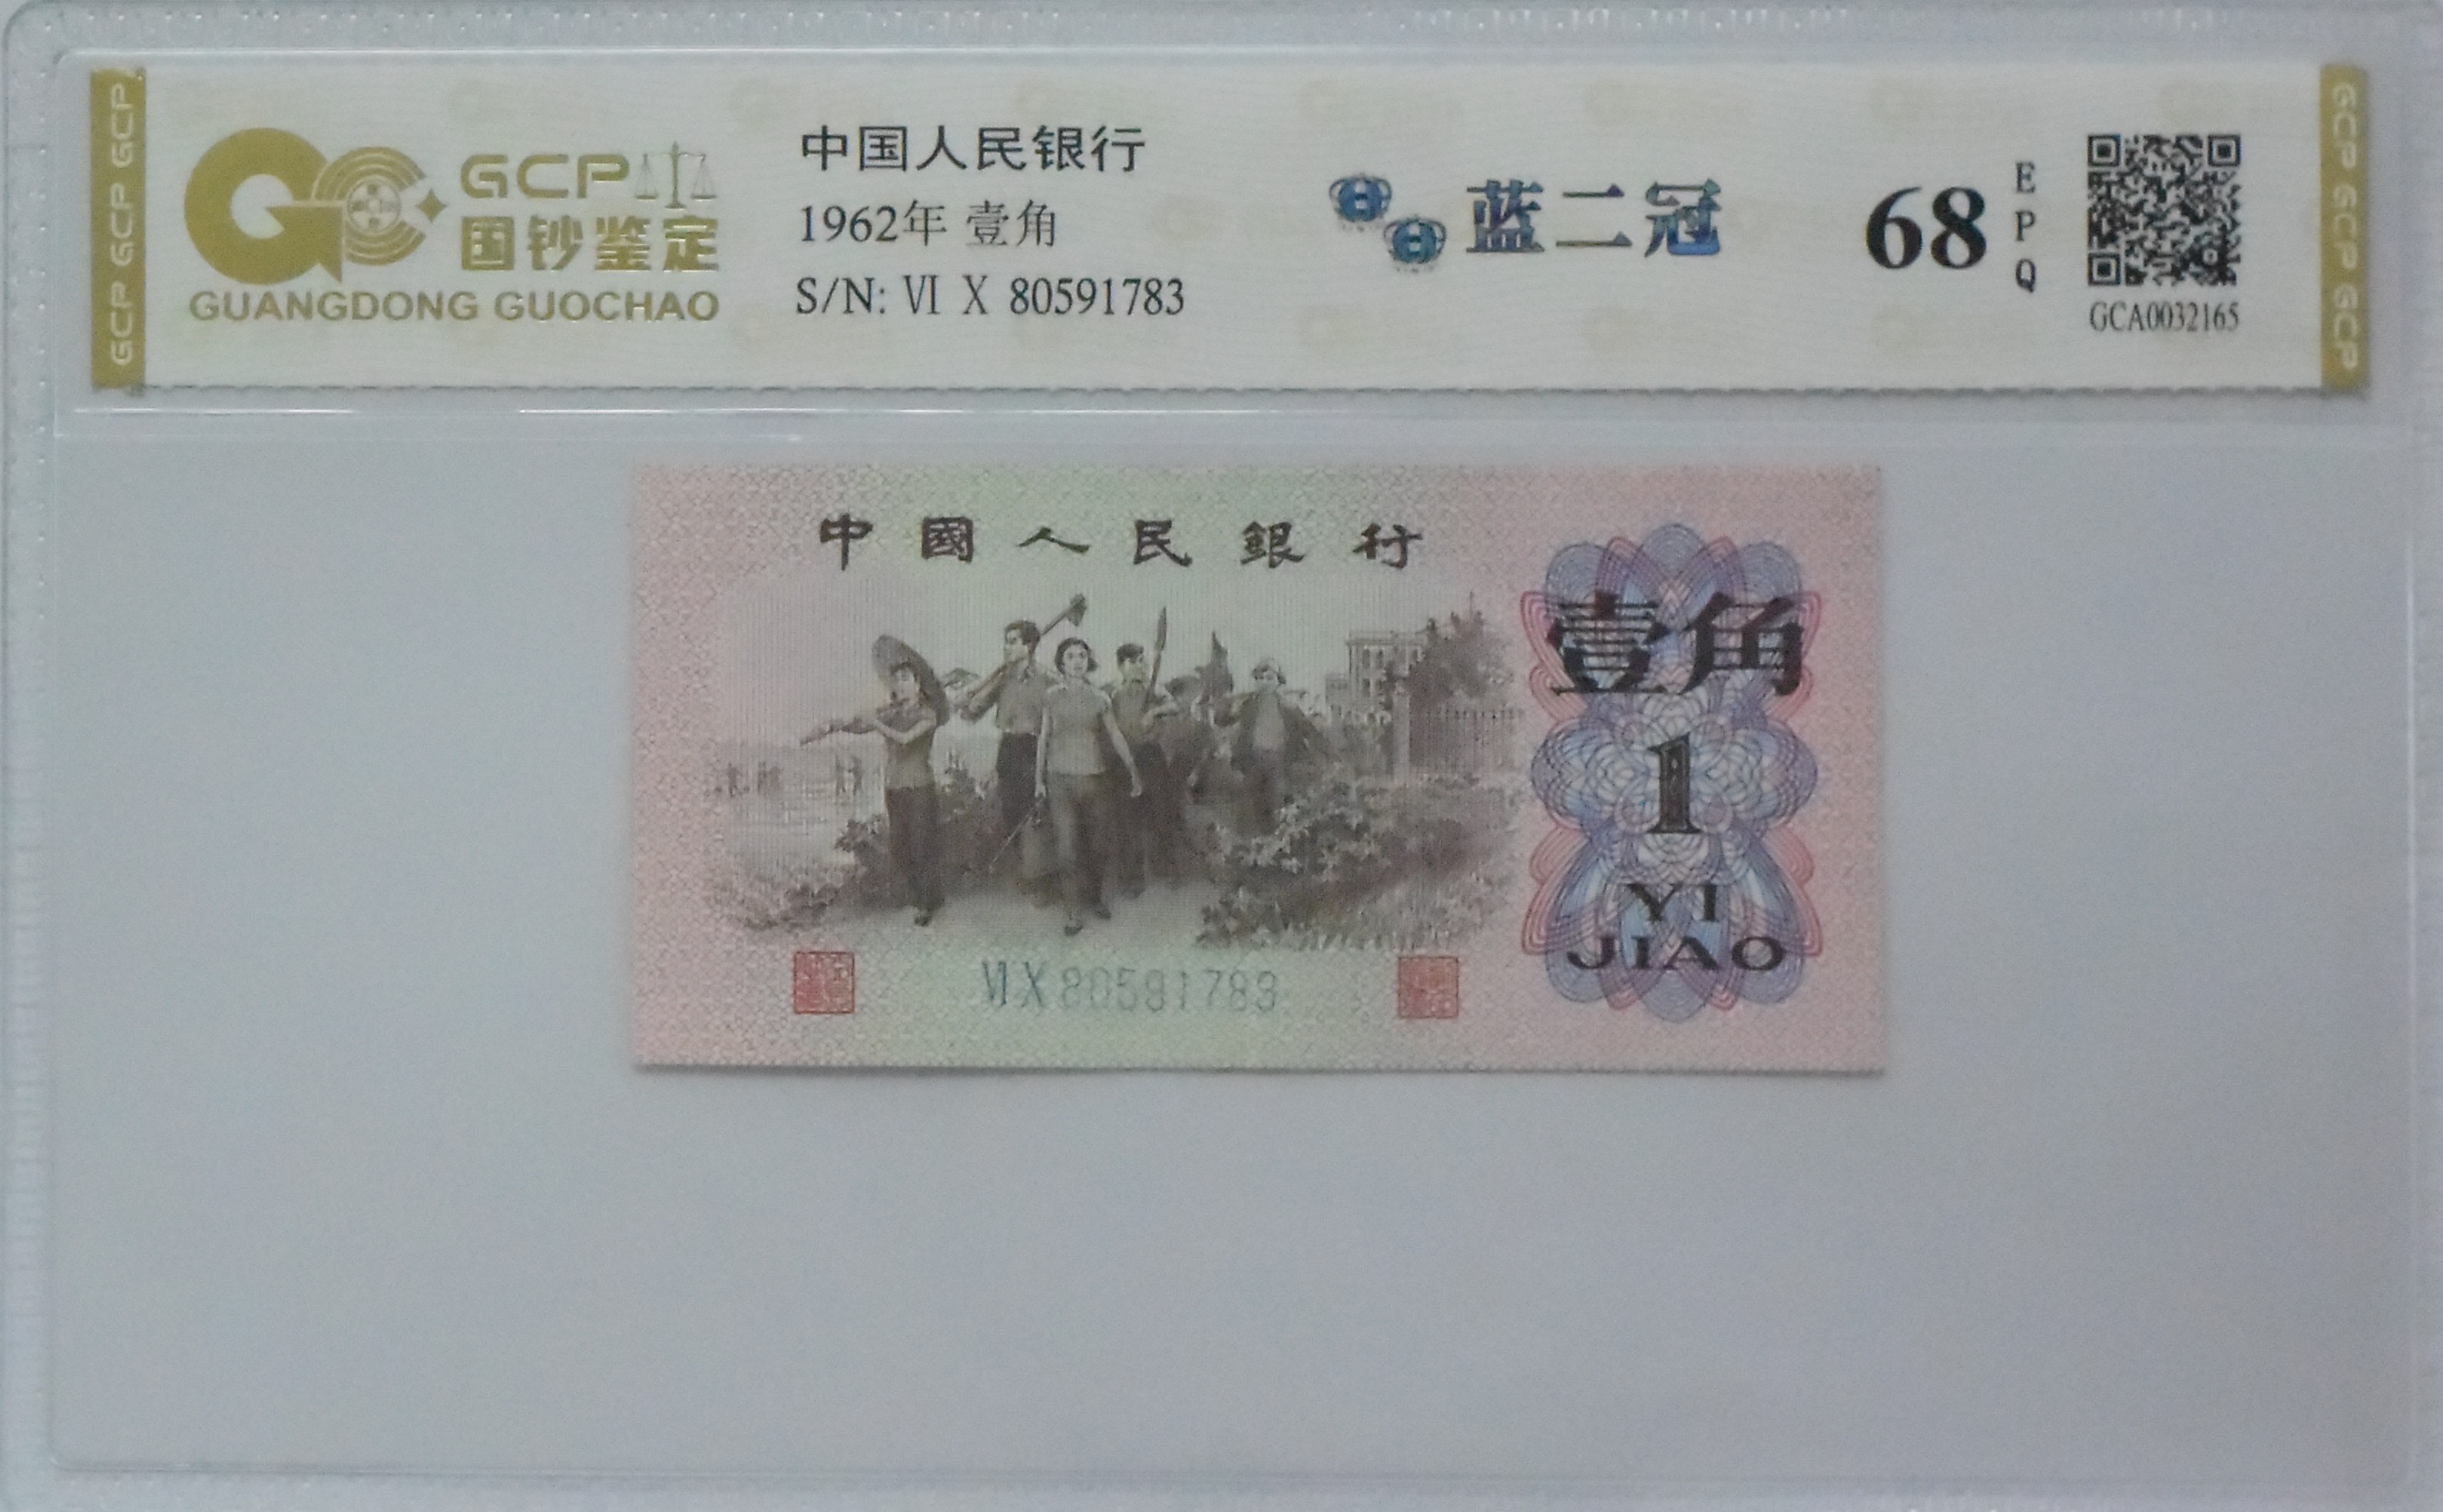 GCP GCP GCP
GCP
国钞鉴定
GUANGDONG GUOCHAO
中国人民银行
1962年 壹角
S/N: Ⅵ Ⅹ 80591783
蓝二冠
68
E
P
Q
GCA0032165
GCP GCP GCP
中國人民銀行
壹角
1
YI
JIAO
ⅥⅩ80591783